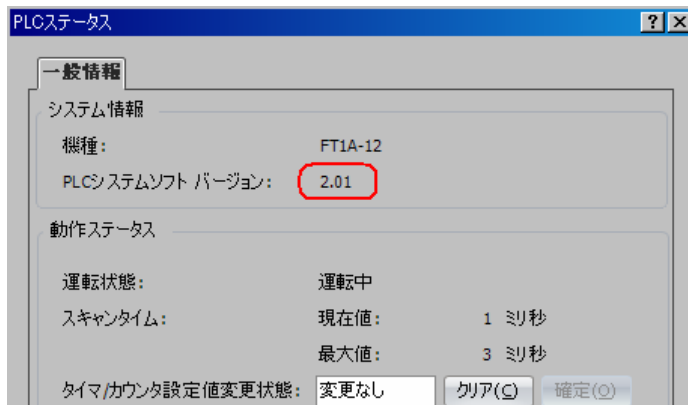 PLCステータス
一般情報
システム情報
機種: FT1A-12
PLCシステムソフト バージョン: 2.01
動作ステータス
運転状態: 運転中
スキャンタイム: 現在値: 1 ミリ秒
最大値: 3 ミリ秒
タイマ/カウンタ設定値変更状態: 変更なし クリア(C) 確定(O)